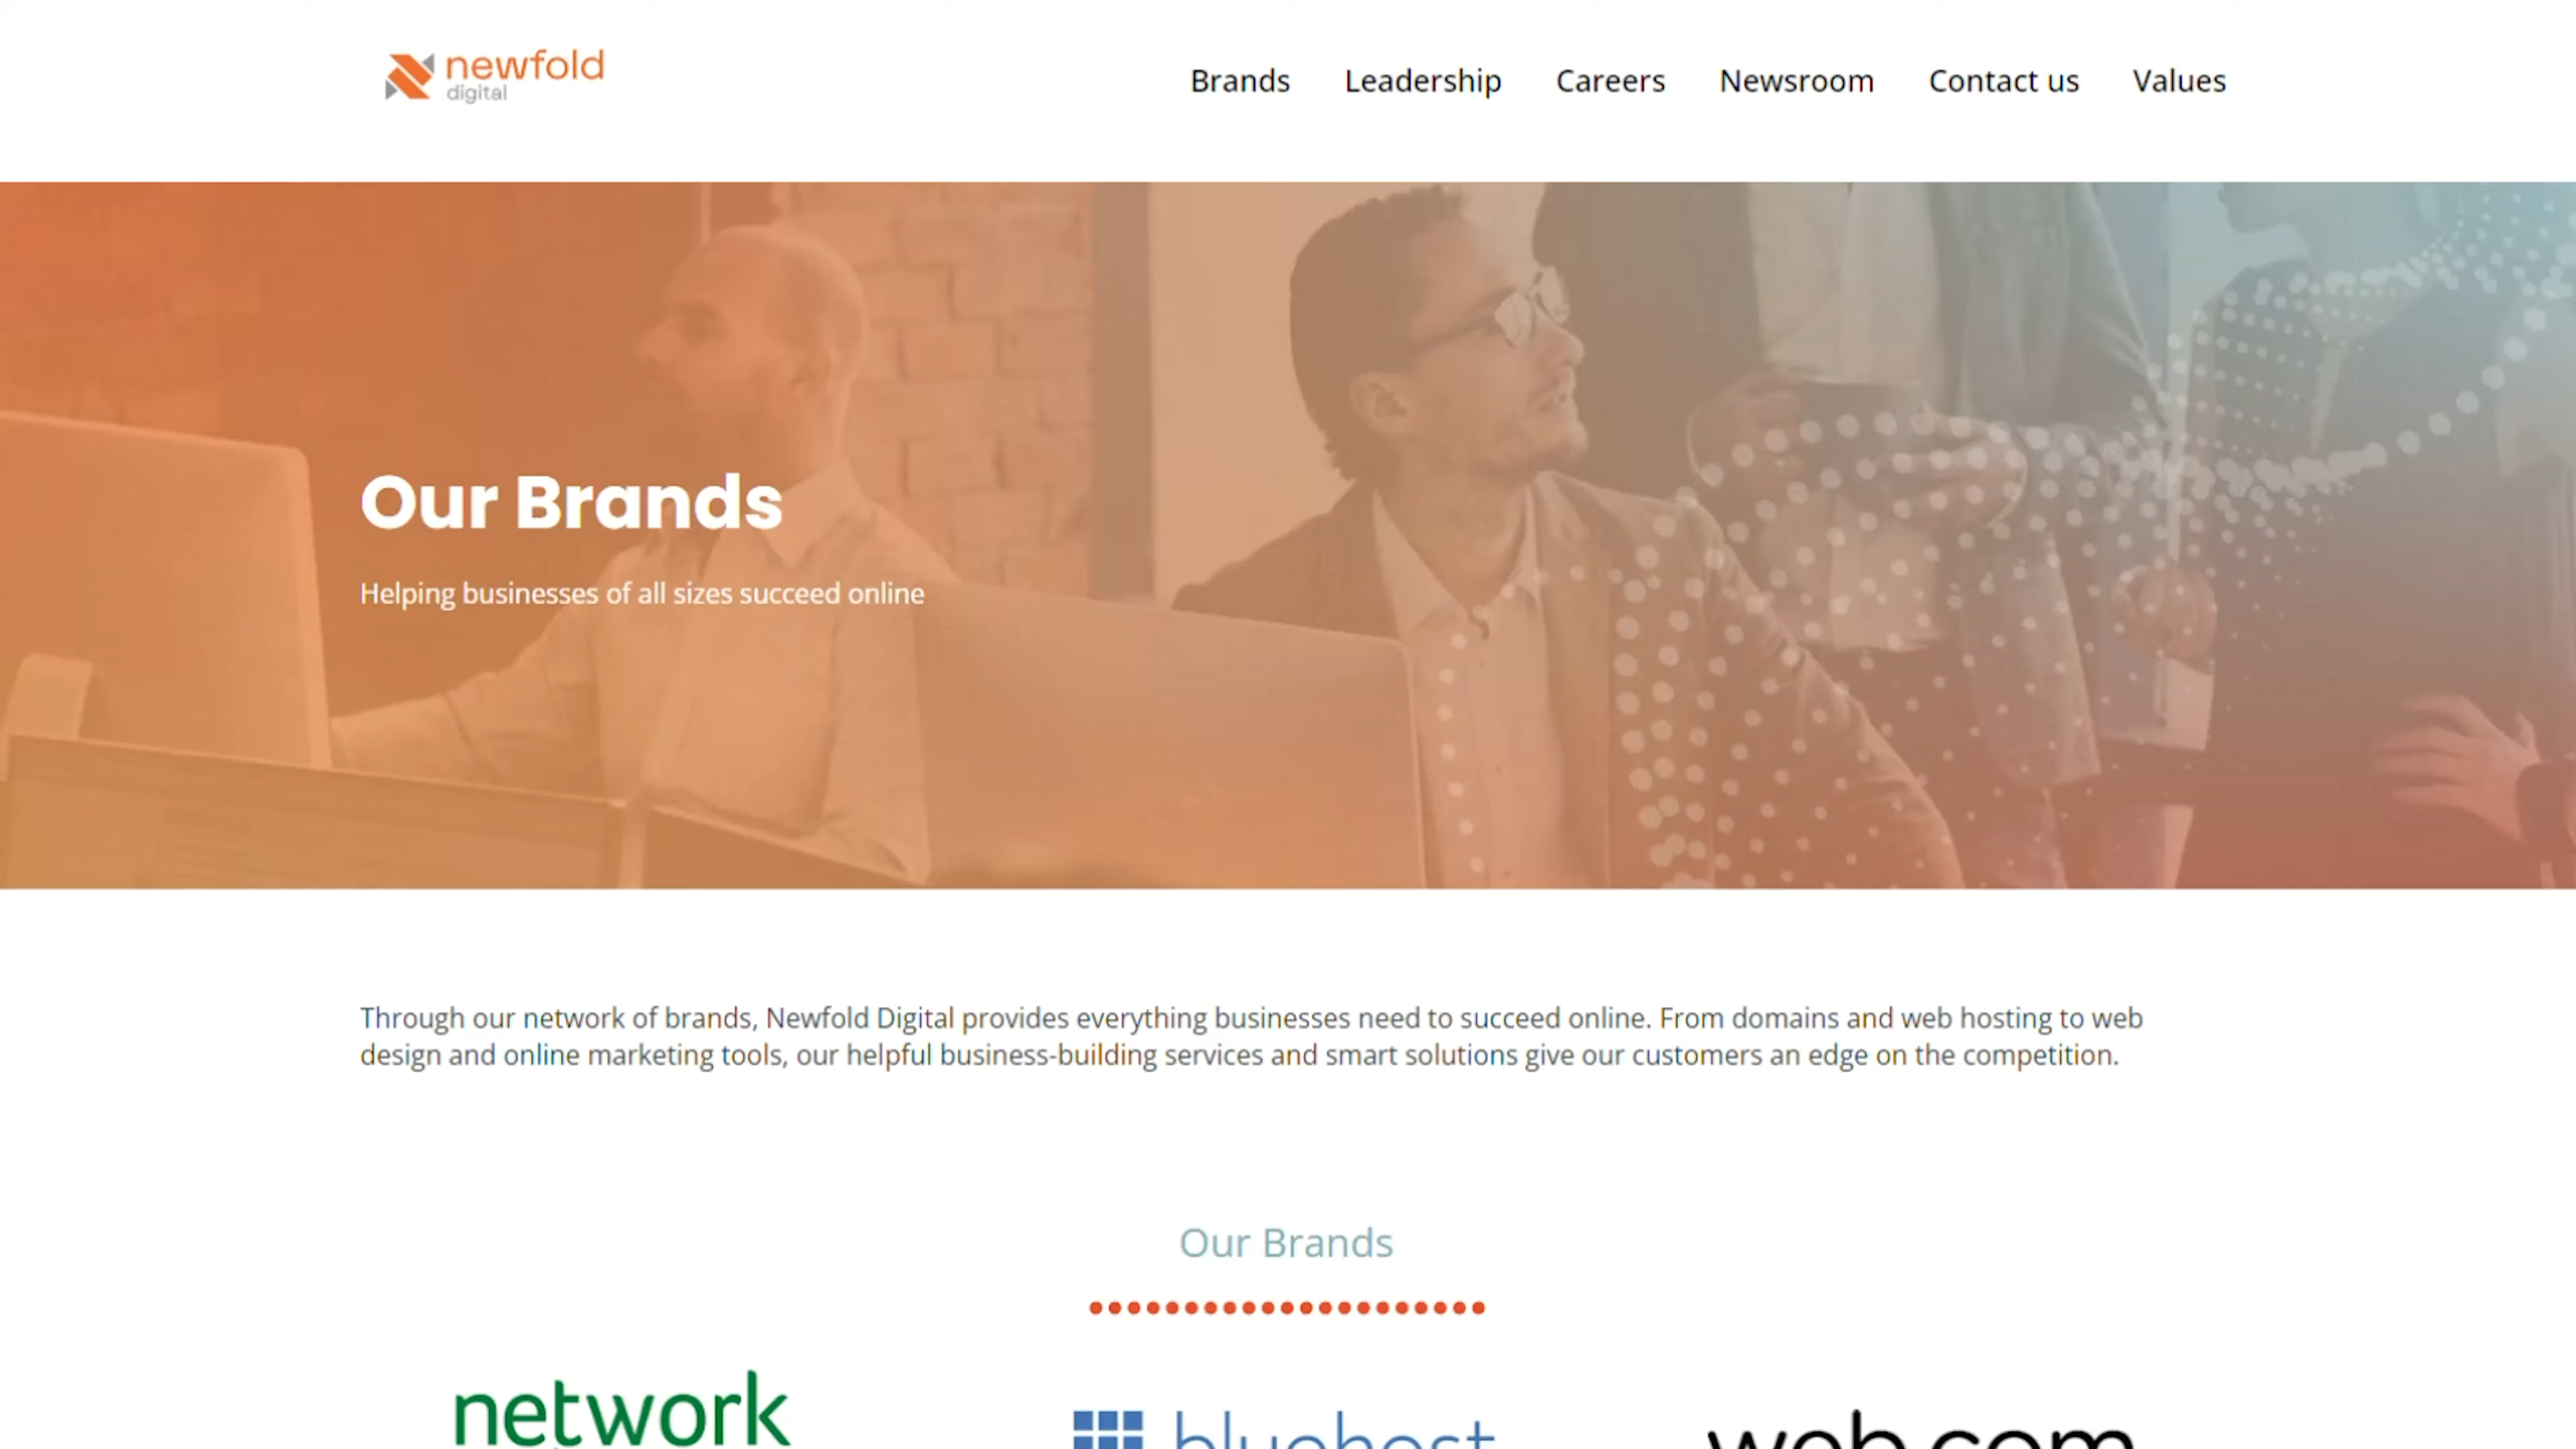 newfold
digital
Brands Leadership Careers Newsroom Contact us Values
Our Brands
Helping businesses of all sizes succeed online
Through our network of brands, Newfold Digital provides everything businesses need to succeed online. From domains and web hosting to web
design and online marketing tools, our helpful business-building services and smart solutions give our customers an edge on the competition.
Our Brands
network
bluehost
web.com